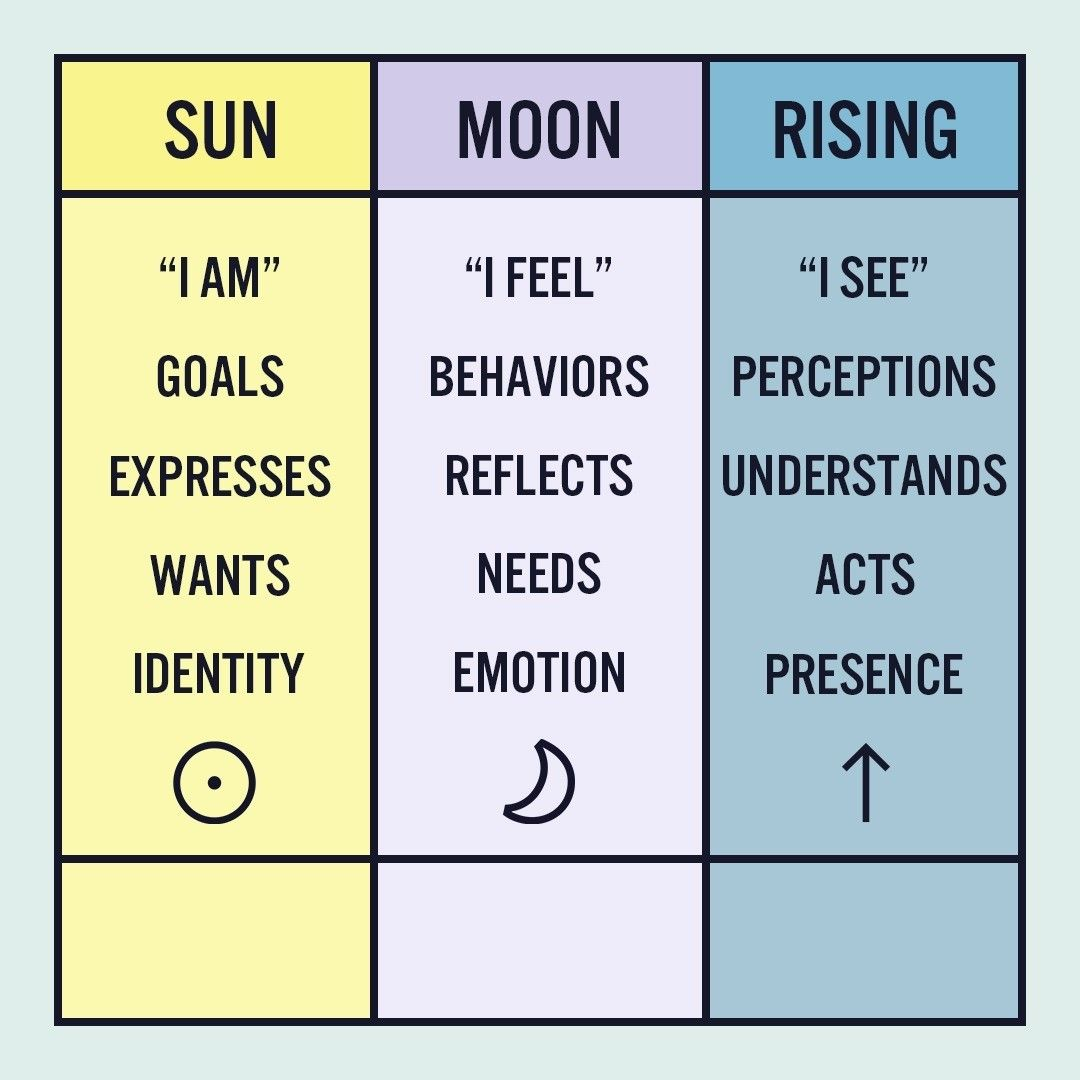 SUN
MOON
RISING
“I AM”
GOALS
EXPRESSES
WANTS
IDENTITY
“I FEEL”
BEHAVIORS
REFLECTS
NEEDS
EMOTION
“I SEE”
PERCEPTIONS
UNDERSTANDS
ACTS
PRESENCE